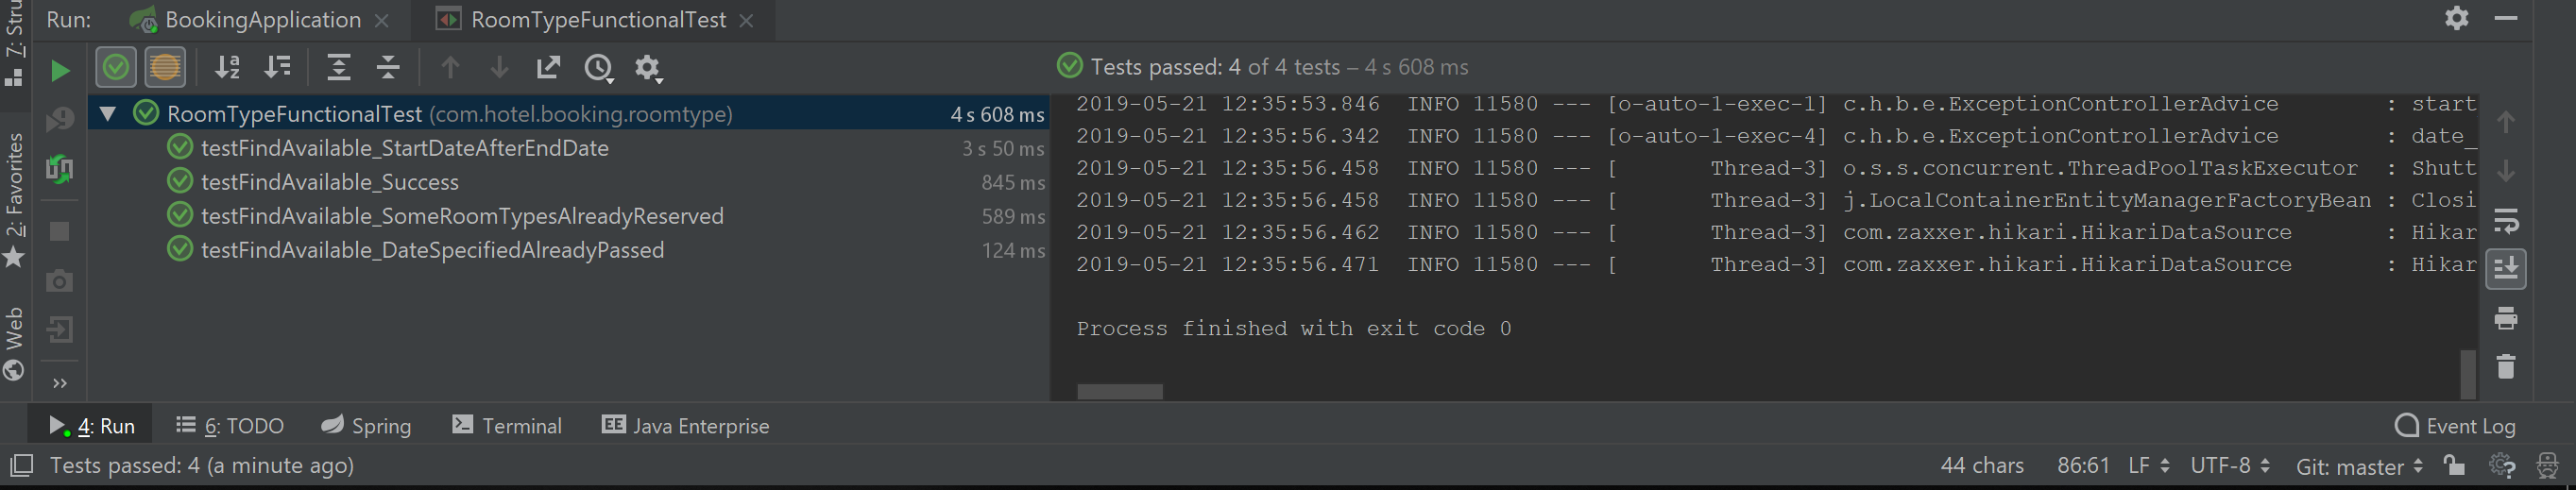 Run: BookingApplication × RoomTypeFunctionalTest ×
Tests passed: 4 of 4 tests – 4 s 608 ms
RoomTypeFunctionalTest (com.hotel.booking.roomtype) 4 s 608 ms
testFindAvailable_StartDateAfterEndDate 3 s 50 ms
testFindAvailable_Success 845 ms
testFindAvailable_SomeRoomTypesAlreadyReserved 589 ms
testFindAvailable_DateSpecifiedAlreadyPassed 124 ms
2019-05-21 12:35:53.846  INFO 11580 --- [o-auto-1-exec-1] c.h.b.e.ExceptionControllerAdvice        : start
2019-05-21 12:35:56.342  INFO 11580 --- [o-auto-1-exec-4] c.h.b.e.ExceptionControllerAdvice        : date_
2019-05-21 12:35:56.458  INFO 11580 --- [       Thread-3] o.s.s.concurrent.ThreadPoolTaskExecutor  : Shutt
2019-05-21 12:35:56.458  INFO 11580 --- [       Thread-3] j.LocalContainerEntityManagerFactoryBean : Closi
2019-05-21 12:35:56.462  INFO 11580 --- [       Thread-3] com.zaxxer.hikari.HikariDataSource       : Hikar
2019-05-21 12:35:56.471  INFO 11580 --- [       Thread-3] com.zaxxer.hikari.HikariDataSource       : Hikar
Process finished with exit code 0
7: Stru
2: Favorites
Web
4: Run 6: TODO Spring Terminal Java Enterprise Event Log
Tests passed: 4 (a minute ago) 44 chars 86:61 LF UTF-8 Git: master